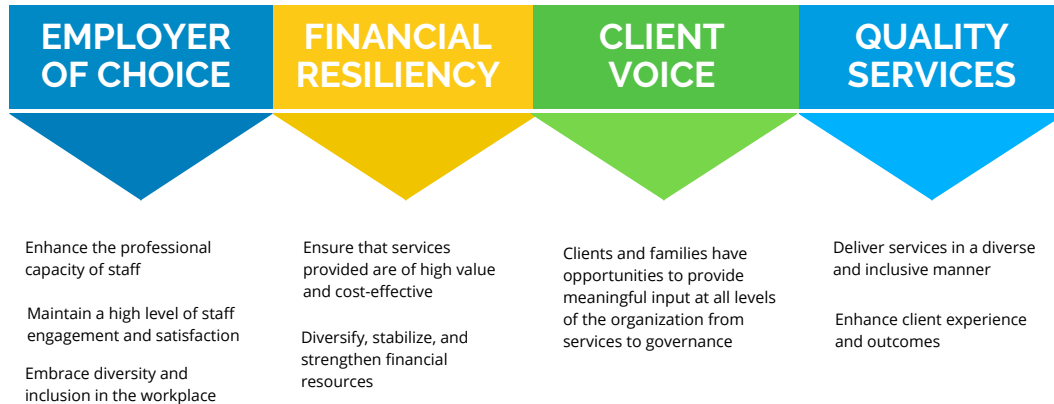 EMPLOYER
OF CHOICE
FINANCIAL
RESILIENCY
CLIENT
VOICE
QUALITY
SERVICES
Enhance the professional
capacity of staff
Maintain a high level of staff
engagement and satisfaction
Embrace diversity and
inclusion in the workplace
Ensure that services
provided are of high value
and cost-effective
Diversify, stabilize, and
strengthen financial
resources
Clients and families have
opportunities to provide
meaningful input at all levels
of the organization from
services to governance
Deliver services in a diverse
and inclusive manner
Enhance client experience
and outcomes